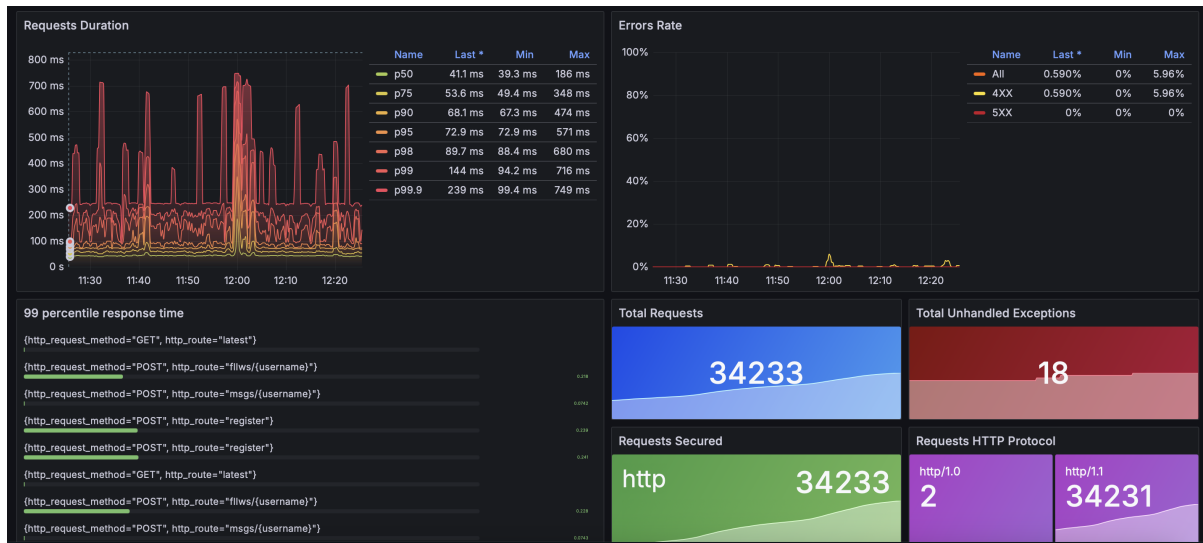 Requests Duration
Name Last * Min Max
p50 41.1 ms 39.3 ms 186 ms
p75 53.6 ms 49.4 ms 348 ms
p90 68.1 ms 67.3 ms 474 ms
p95 72.9 ms 72.9 ms 571 ms
p98 89.7 ms 88.4 ms 680 ms
p99 144 ms 94.2 ms 716 ms
p99.9 239 ms 99.4 ms 749 ms
800 ms
700 ms
600 ms
500 ms
400 ms
300 ms
200 ms
100 ms
0 s
11:30 11:40 11:50 12:00 12:10 12:20
Errors Rate
Name Last * Min Max
All 0.590% 0% 5.96%
4XX 0.590% 0% 5.96%
5XX 0% 0% 0%
100%
80%
60%
40%
20%
0%
11:30 11:40 11:50 12:00 12:10 12:20
99 percentile response time
{http_request_method="GET", http_route="latest"}
{http_request_method="POST", http_route="fllws/{username}"}
0.218
{http_request_method="POST", http_route="msgs/{username}"}
0.0742
{http_request_method="POST", http_route="register"}
{http_request_method="POST", http_route="register"}
0.241
{http_request_method="GET", http_route="latest"}
{http_request_method="POST", http_route="fllws/{username}"}
0.228
{http_request_method="POST", http_route="msgs/{username}"}
0.0743
Total Requests
34233
Total Unhandled Exceptions
18
Requests Secured
http 34233
Requests HTTP Protocol
http/1.0
2
http/1.1
34231